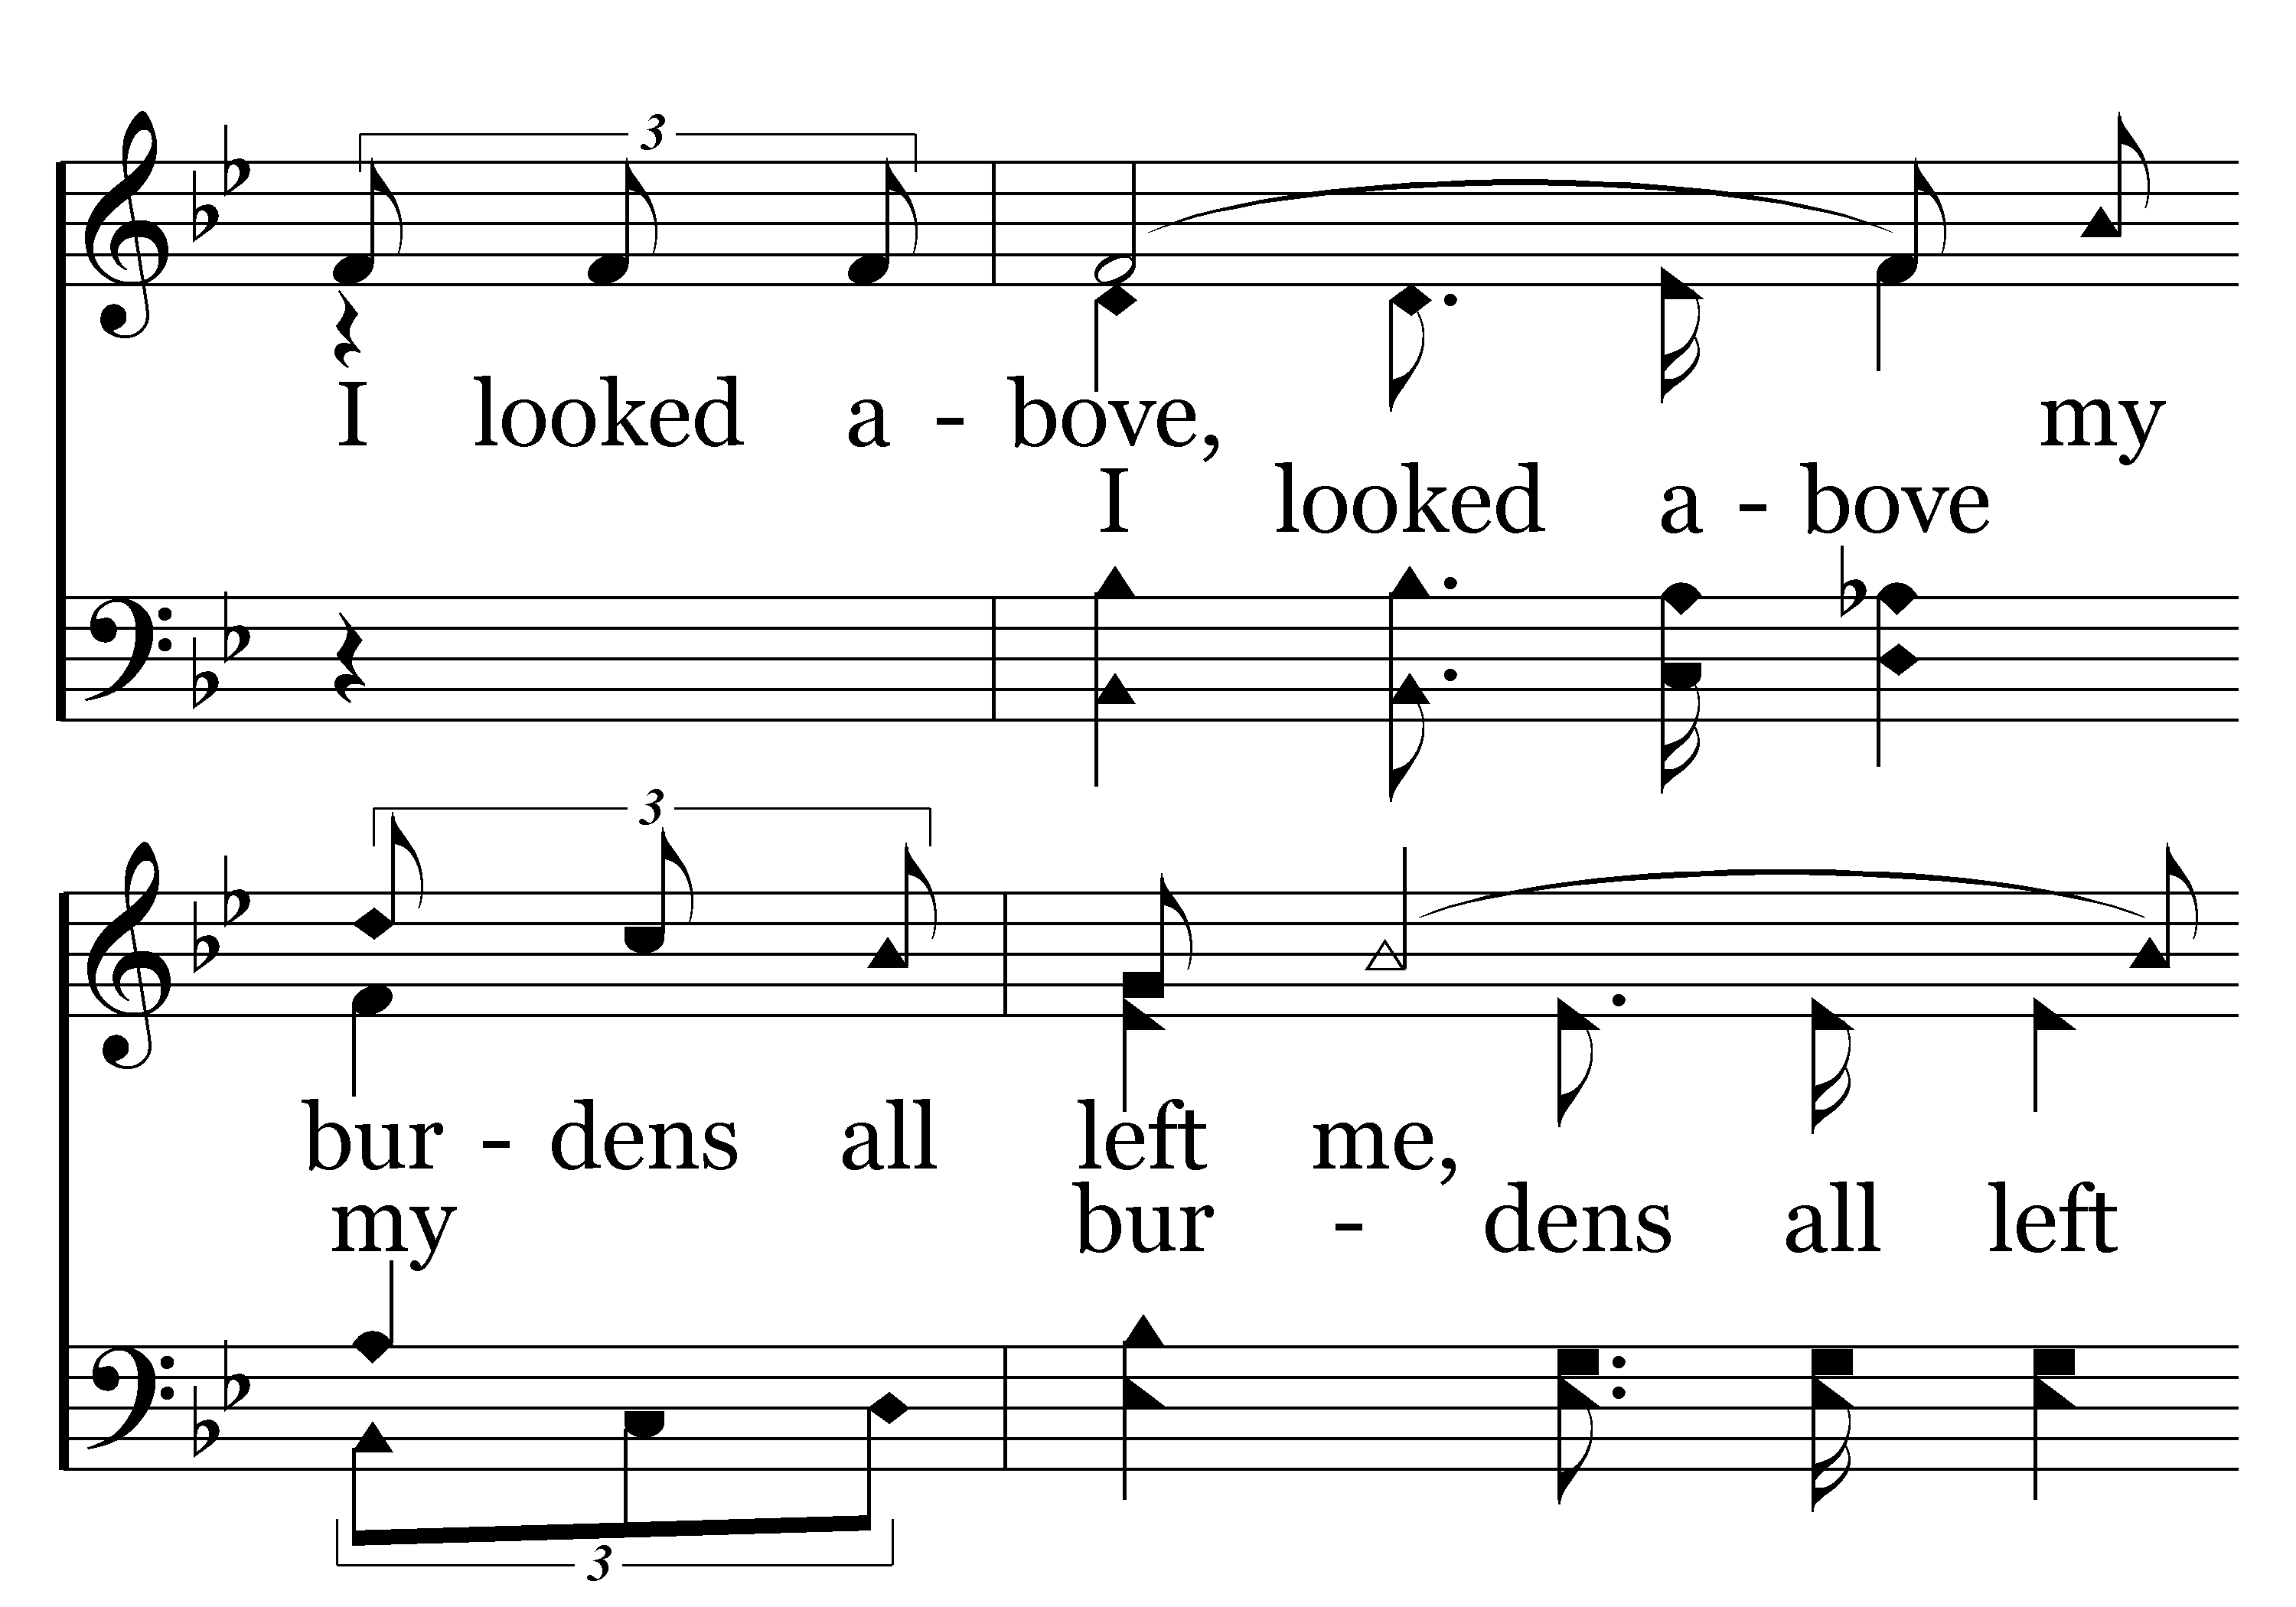 3
I looked a - bove, my
I looked a - bove
3
bur - dens all left me,
my bur - dens all left
3